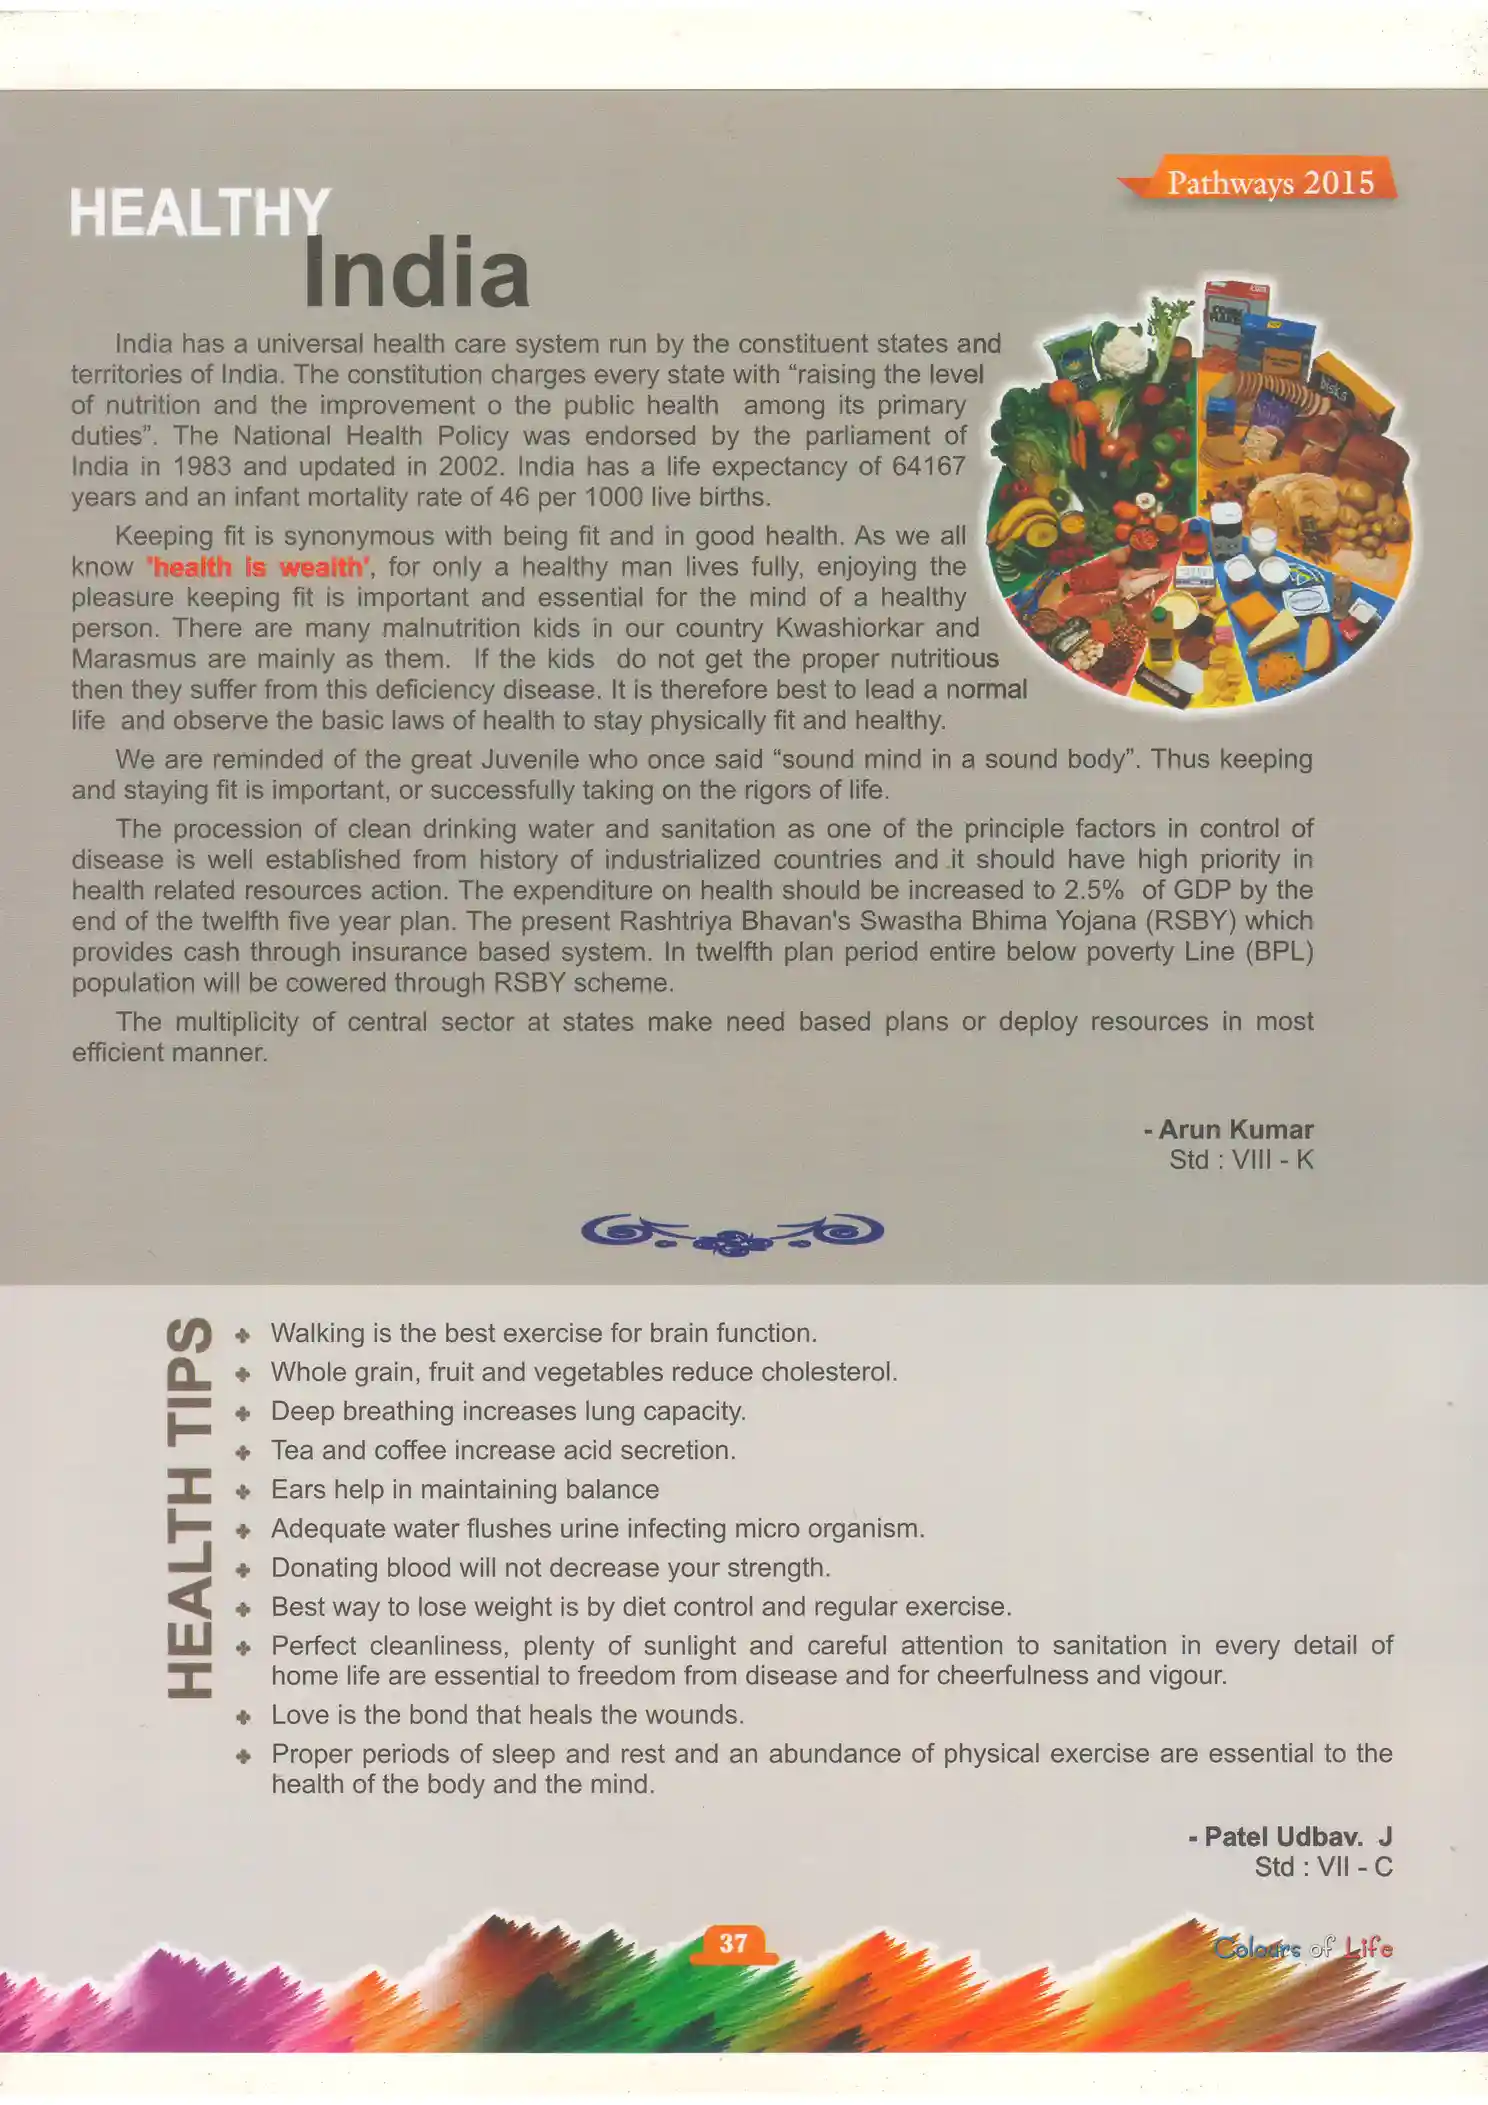 Pathways 2015
HEALTHY
India
India has a universal health care system run by the constituent states and
territories of India. The constitution charges every state with “raising the level
of nutrition and the improvement o the public health among its primary
duties”. The National Health Policy was endorsed by the parliament of
India in 1983 and updated in 2002. India has a life expectancy of 64167
years and an infant mortality rate of 46 per 1000 live births.
Keeping fit is synonymous with being fit and in good health. As we all
know 'health is wealth', for only a healthy man lives fully, enjoying the
pleasure keeping fit is important and essential for the mind of a healthy
person. There are many malnutrition kids in our country Kwashiorkar and
Marasmus are mainly as them. If the kids do not get the proper nutritious
then they suffer from this deficiency disease. It is therefore best to lead a normal
life and observe the basic laws of health to stay physically fit and healthy.
We are reminded of the great Juvenile who once said “sound mind in a sound body”. Thus keeping
and staying fit is important, or successfully taking on the rigors of life.
The procession of clean drinking water and sanitation as one of the principle factors in control of
disease is well established from history of industrialized countries and it should have high priority in
health related resources action. The expenditure on health should be increased to 2.5% of GDP by the
end of the twelfth five year plan. The present Rashtriya Bhavan's Swastha Bhima Yojana (RSBY) which
provides cash through insurance based system. In twelfth plan period entire below poverty Line (BPL)
population will be cowered through RSBY scheme.
The multiplicity of central sector at states make need based plans or deploy resources in most
efficient manner.
- Arun Kumar
Std : VIII - K
HEALTH TIPS
Walking is the best exercise for brain function.
Whole grain, fruit and vegetables reduce cholesterol.
Deep breathing increases lung capacity.
Tea and coffee increase acid secretion.
Ears help in maintaining balance
Adequate water flushes urine infecting micro organism.
Donating blood will not decrease your strength.
Best way to lose weight is by diet control and regular exercise.
Perfect cleanliness, plenty of sunlight and careful attention to sanitation in every detail of
home life are essential to freedom from disease and for cheerfulness and vigour.
Love is the bond that heals the wounds.
Proper periods of sleep and rest and an abundance of physical exercise are essential to the
health of the body and the mind.
- Patel Udbav. J
Std : VII - C
37
Colours of Life